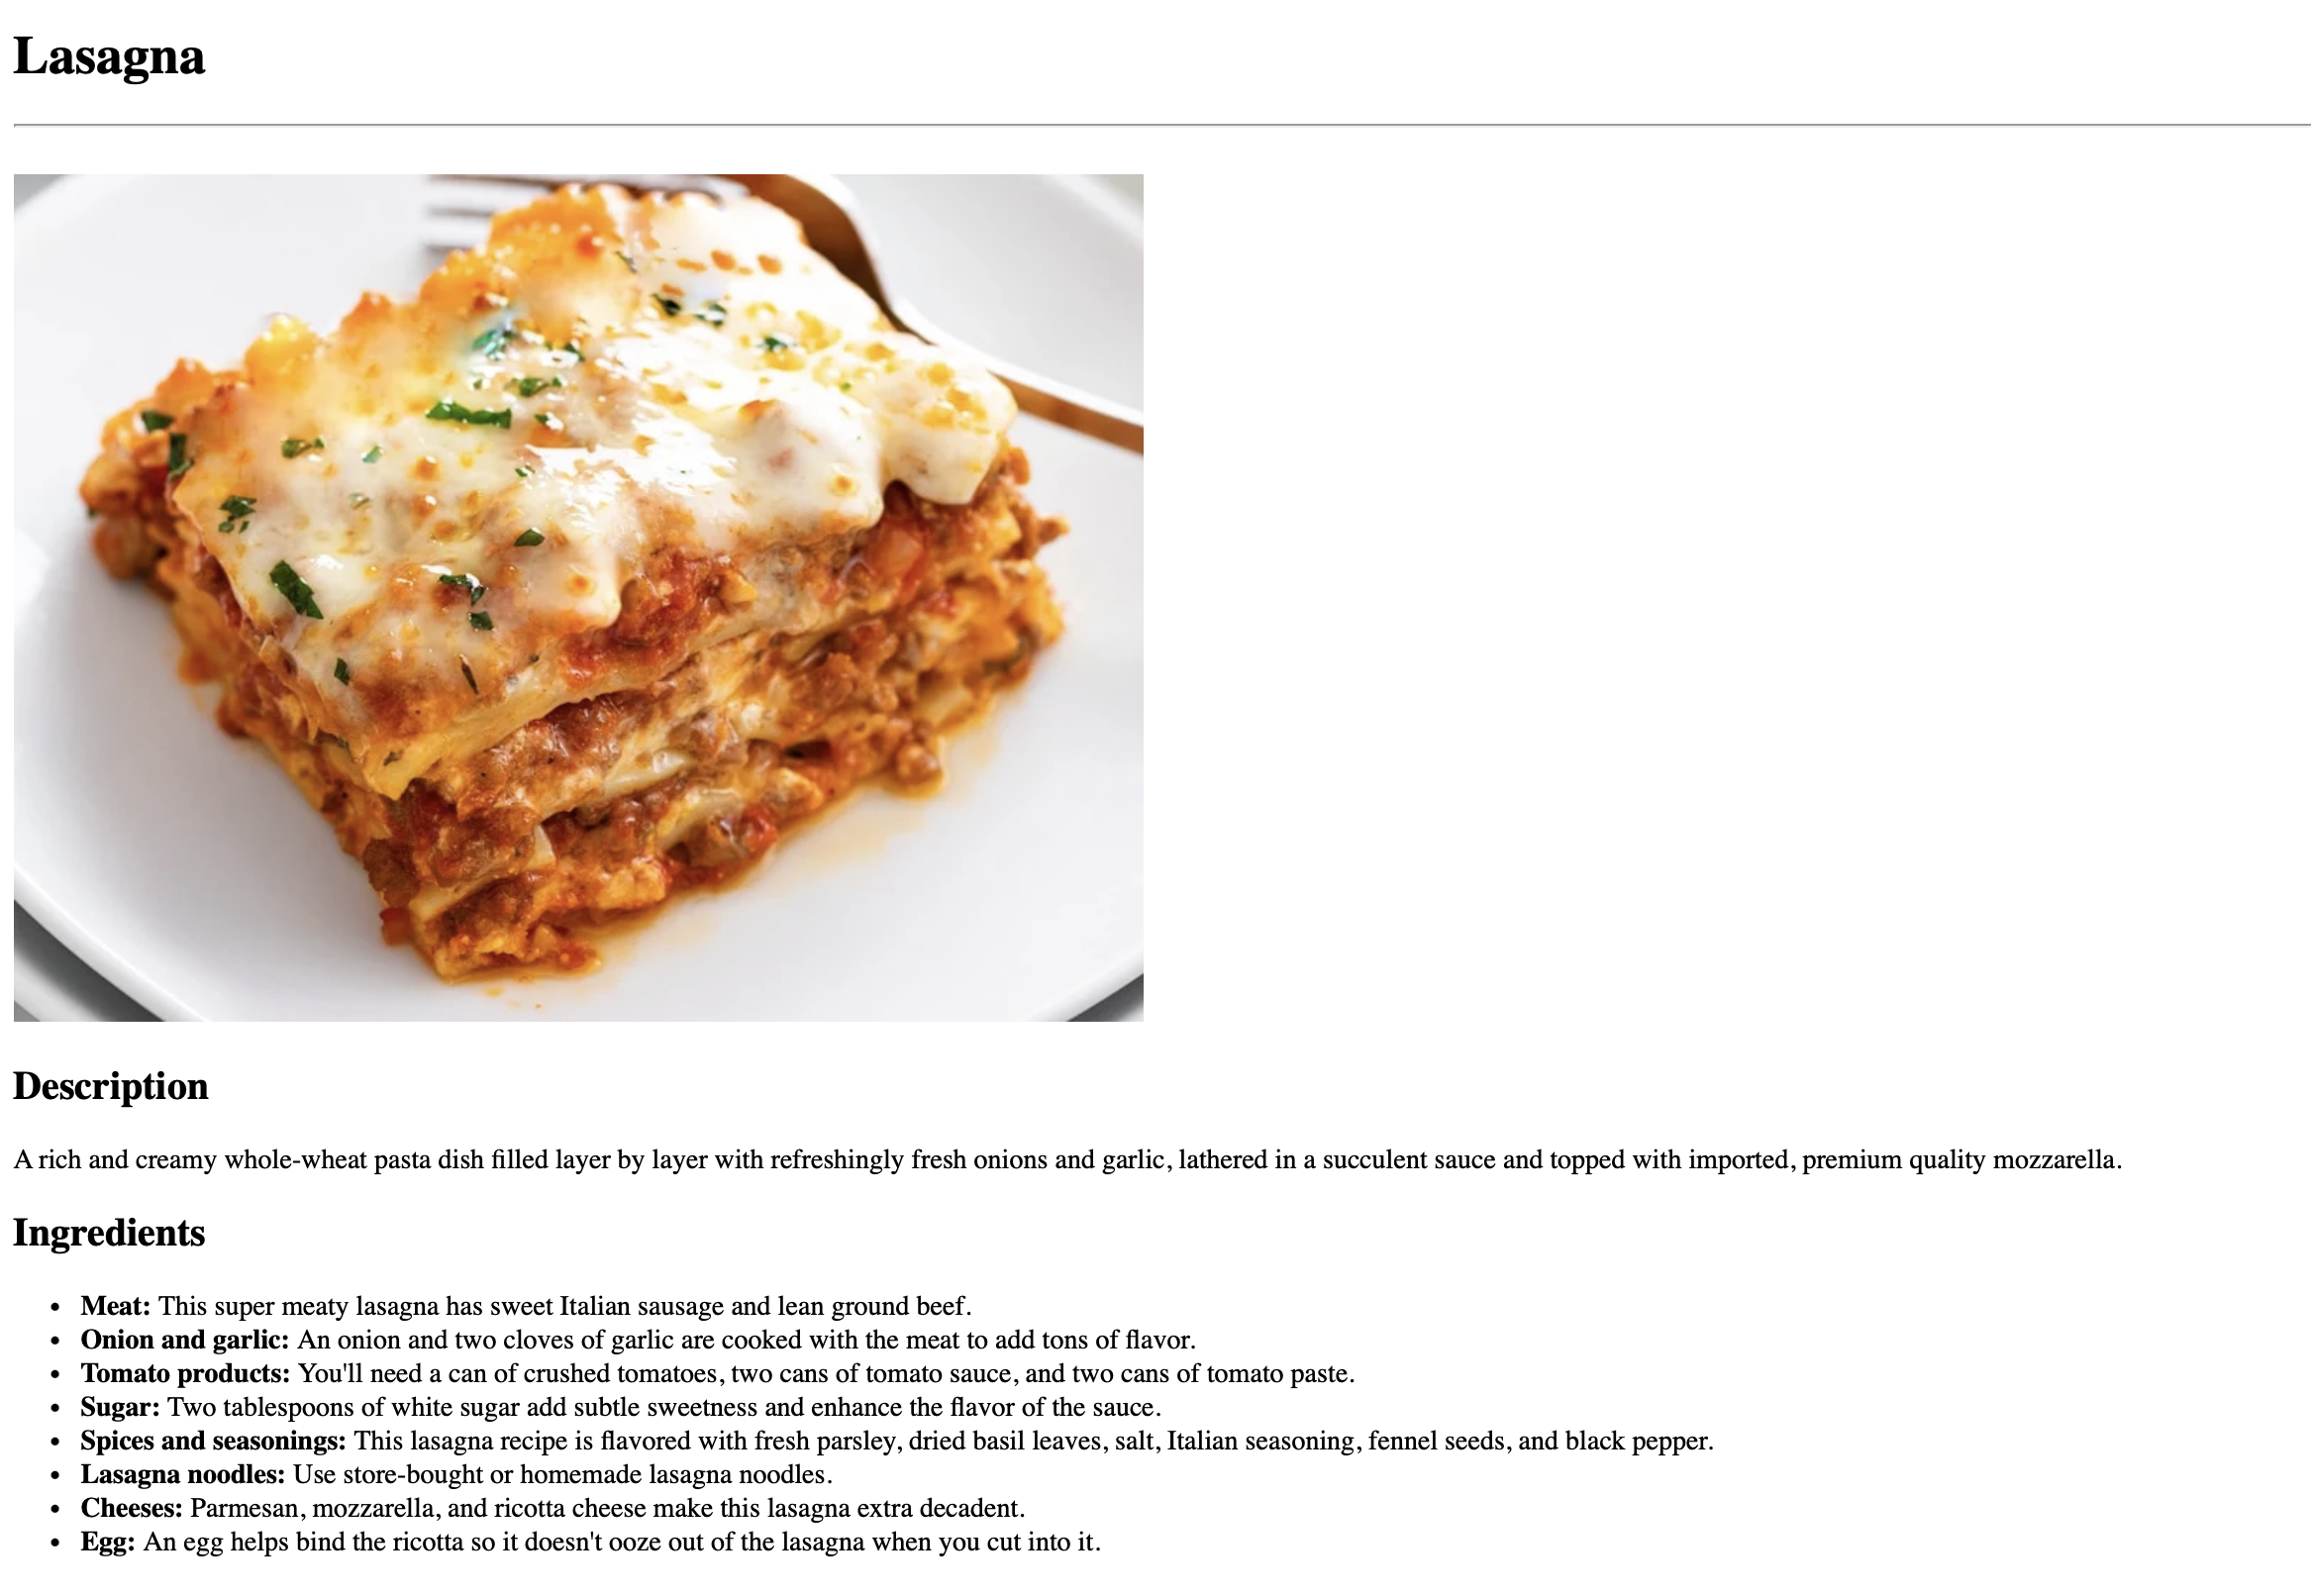 Lasagna
Description
A rich and creamy whole-wheat pasta dish filled layer by layer with refreshingly fresh onions and garlic, lathered in a succulent sauce and topped with imported, premium quality mozzarella.
Ingredients
• Meat: This super meaty lasagna has sweet Italian sausage and lean ground beef.
• Onion and garlic: An onion and two cloves of garlic are cooked with the meat to add tons of flavor.
• Tomato products: You'll need a can of crushed tomatoes, two cans of tomato sauce, and two cans of tomato paste.
• Sugar: Two tablespoons of white sugar add subtle sweetness and enhance the flavor of the sauce.
• Spices and seasonings: This lasagna recipe is flavored with fresh parsley, dried basil leaves, salt, Italian seasoning, fennel seeds, and black pepper.
• Lasagna noodles: Use store-bought or homemade lasagna noodles.
• Cheeses: Parmesan, mozzarella, and ricotta cheese make this lasagna extra decadent.
• Egg: An egg helps bind the ricotta so it doesn't ooze out of the lasagna when you cut into it.